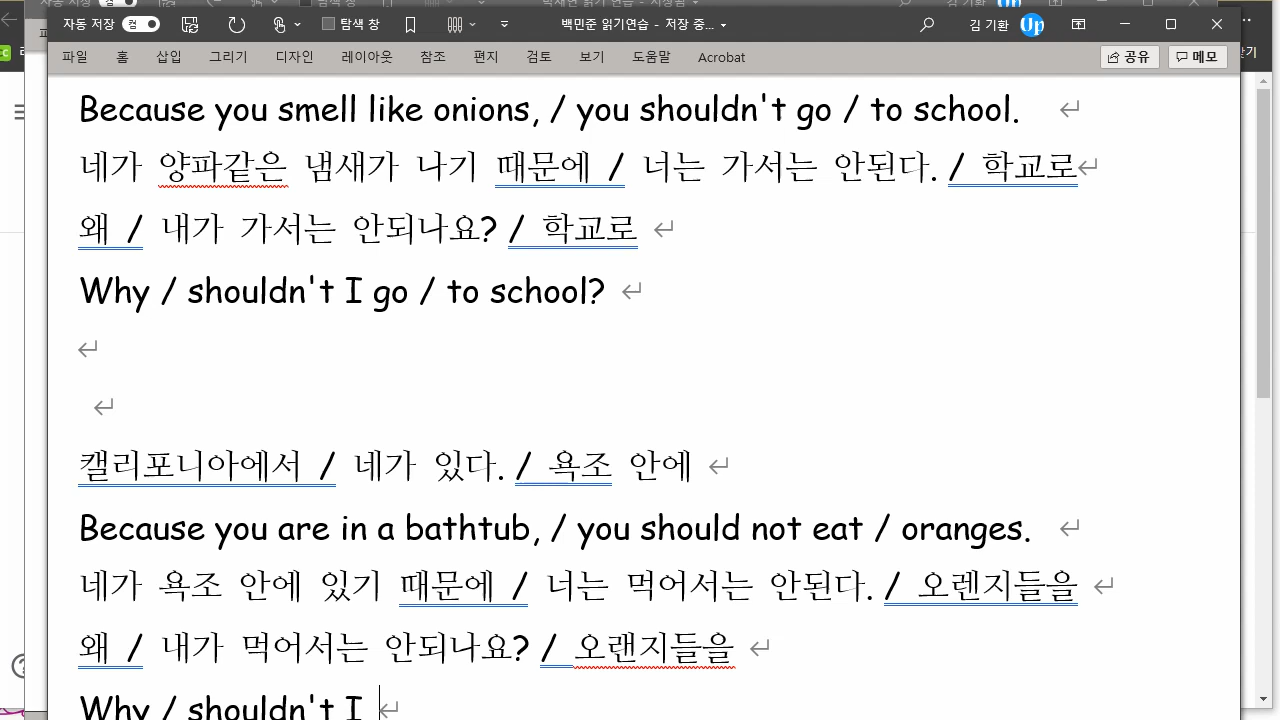 자동 저장 컴 탐색 창 백민준 읽기연습 - 저장 중... 김 기환 Up
파일 홈 삽입 그리기 디자인 레이아웃 참조 편지 검토 보기 도움말 Acrobat 공유 메모
Because you smell like onions, / you shouldn't go / to school.
네가 양파같은 냄새가 나기 때문에 / 너는 가서는 안된다. / 학교로
왜 / 내가 가서는 안되나요? / 학교로
Why / shouldn't I go / to school?
캘리포니아에서 / 네가 있다. / 욕조 안에
Because you are in a bathtub, / you should not eat / oranges.
네가 욕조 안에 있기 때문에 / 너는 먹어서는 안된다. / 오렌지들을
왜 / 내가 먹어서는 안되나요? / 오랜지들을
Why / shouldn't I